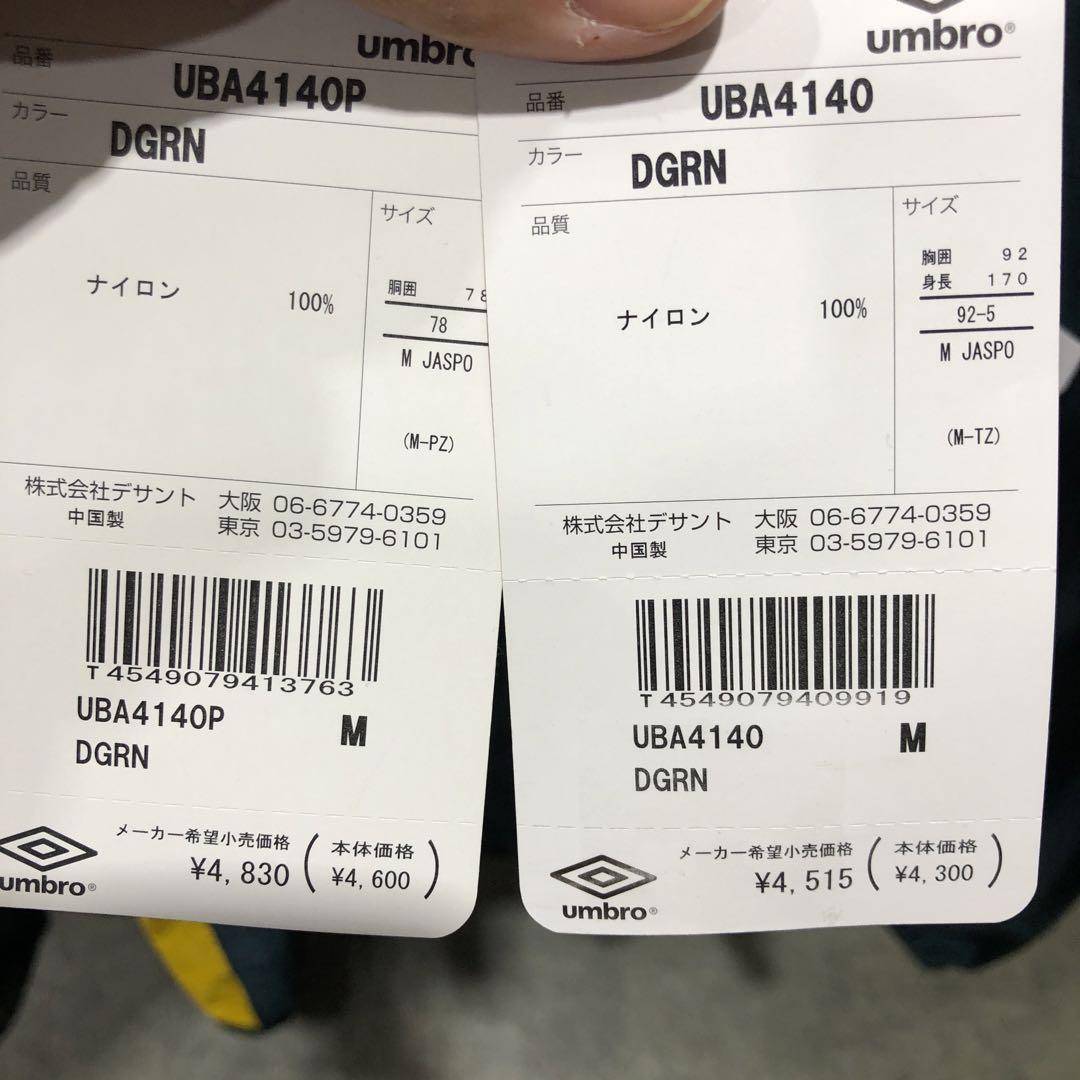 umbro
品番 UBA4140P
カラー DGRN
品質
サイズ
ナイロン 100%
胴囲 78
78
M JASPO
(M-PZ)
株式会社デサント 大阪 06-6774-0359
中国製 東京 03-5979-6101
T4549079413763
UBA4140P M
DGRN
メーカー希望小売価格 (本体価格
¥4,830 ¥4,600)
umbro®
umbro®
品番 UBA4140
カラー DGRN
品質
サイズ
ナイロン 100%
胸囲 92
身長 170
92-5
M JASPO
(M-TZ)
株式会社デサント 大阪 06-6774-0359
中国製 東京 03-5979-6101
T4549079409919
UBA4140 M
DGRN
メーカー希望小売価格 (本体価格
¥4,515 ¥4,300)
umbro®